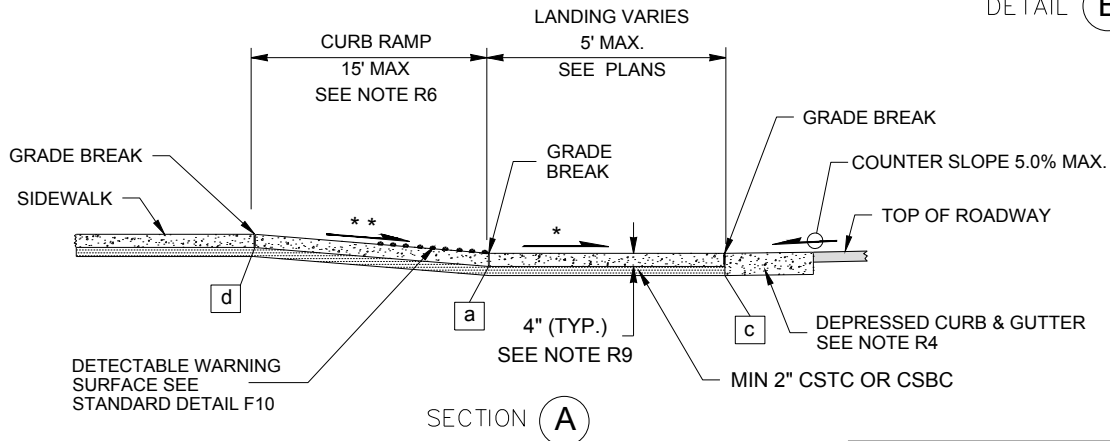 DETAIL
LANDING VARIES
5' MAX.
SEE PLANS
CURB RAMP
15' MAX
SEE NOTE R6
GRADE BREAK
GRADE BREAK
GRADE
BREAK
COUNTER SLOPE 5.0% MAX.
SIDEWALK
TOP OF ROADWAY
* *
*
d
a
c
4" (TYP.)
SEE NOTE R9
DEPRESSED CURB & GUTTER
SEE NOTE R4
DETECTABLE WARNING
SURFACE SEE
STANDARD DETAIL F10
MIN 2" CSTC OR CSBC
SECTION A